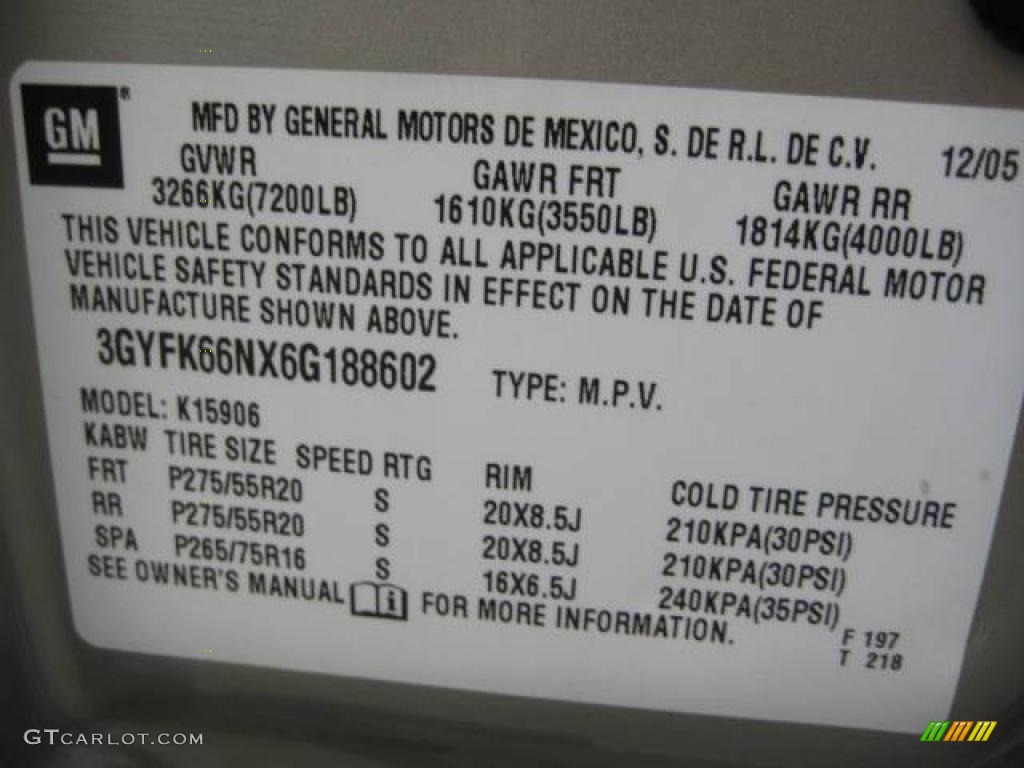 GM®
MFD BY GENERAL MOTORS DE MEXICO, S. DE R.L. DE C.V. 12/05
GVWR GAWR FRT GAWR RR
3266KG(7200LB) 1610KG(3550LB) 1814KG(4000LB)
THIS VEHICLE CONFORMS TO ALL APPLICABLE U.S. FEDERAL MOTOR
VEHICLE SAFETY STANDARDS IN EFFECT ON THE DATE OF
MANUFACTURE SHOWN ABOVE.
3GYFK66NX6G188602 TYPE: M.P.V.
MODEL: K15906
KABW TIRE SIZE SPEED RTG RIM COLD TIRE PRESSURE
FRT P275/55R20 S 20X8.5J 210KPA(30PSI)
RR P275/55R20 S 20X8.5J 210KPA(30PSI)
SPA P265/75R16 S 16X6.5J 240KPA(35PSI)
SEE OWNER'S MANUAL i FOR MORE INFORMATION.
F 197
T 218
GTCARLOT.COM